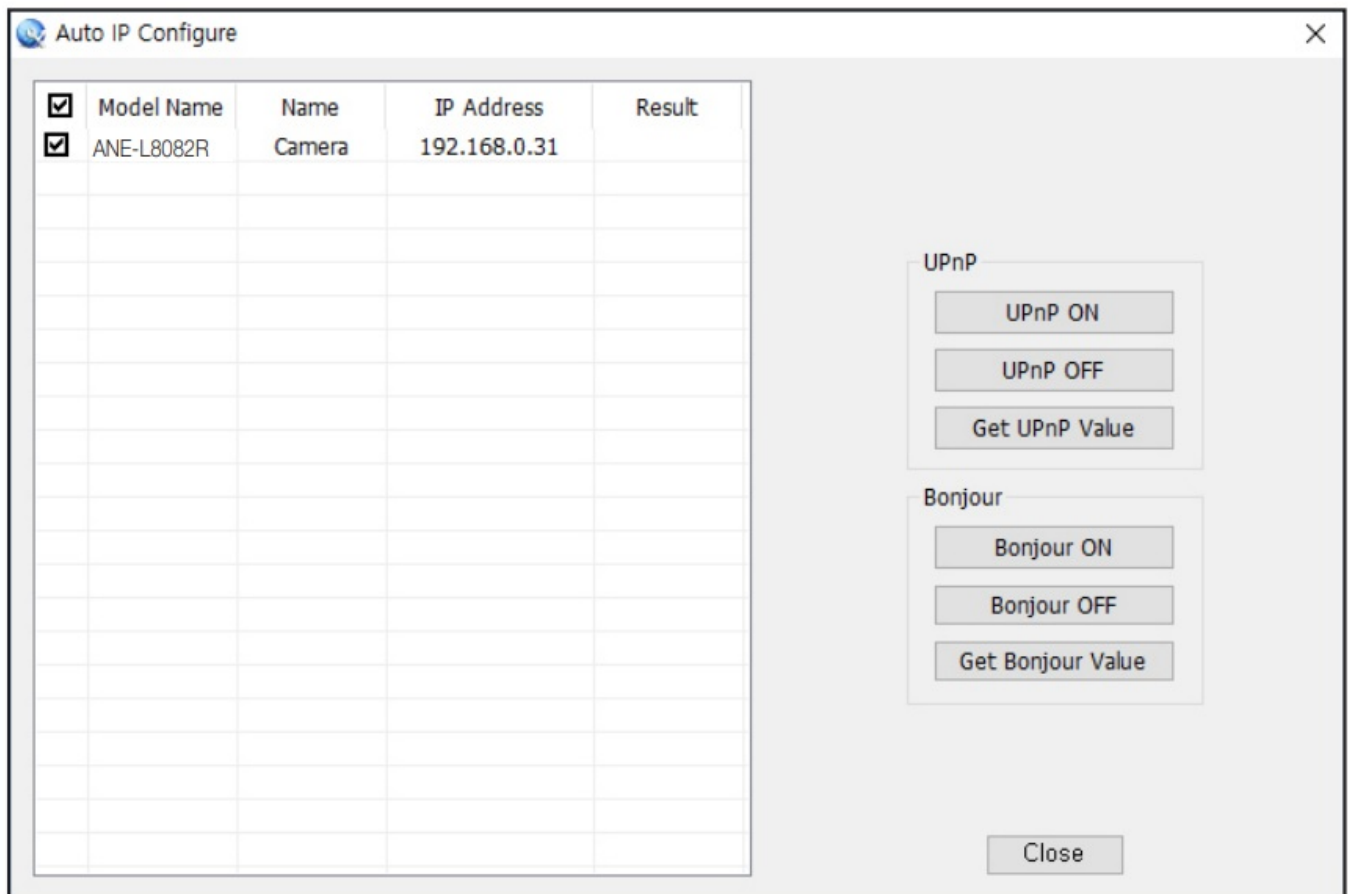 Auto IP Configure
Model Name Name IP Address Result
ANE-L8082R Camera 192.168.0.31
UPnP
UPnP ON
UPnP OFF
Get UPnP Value
Bonjour
Bonjour ON
Bonjour OFF
Get Bonjour Value
Close